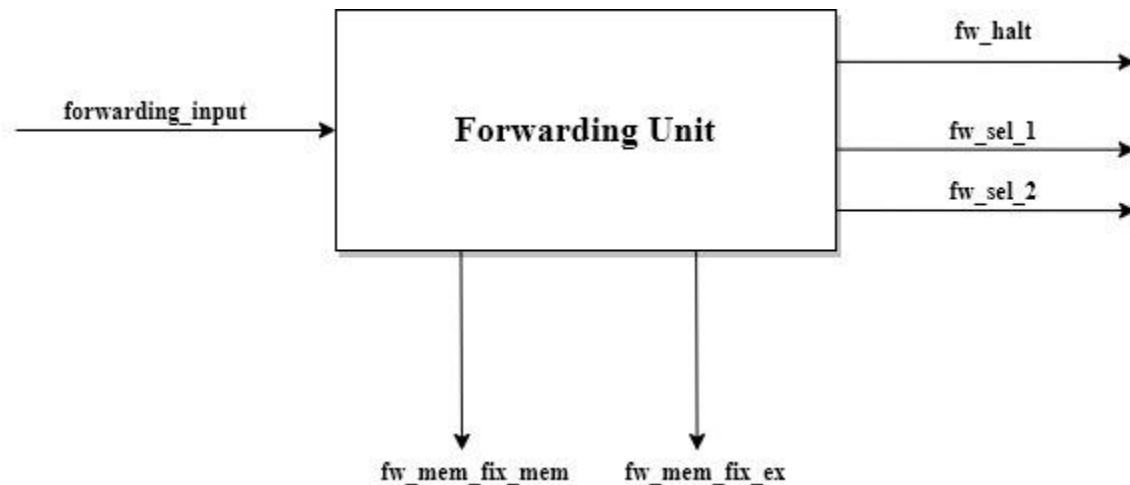 fw_halt
forwarding_input
Forwarding Unit
fw_sel_1
fw_sel_2
fw_mem_fix_mem
fw_mem_fix_ex